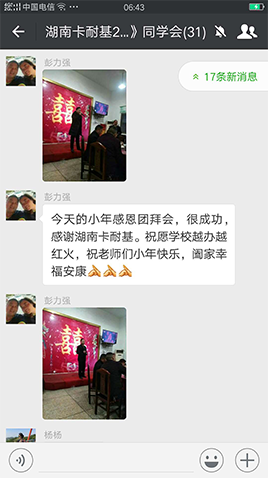 中国电信
06:43
湖南卡耐基2...》同学会(31)
彭力强
17条新消息
囍
彭力强
今天的小年感恩团拜会，很成功，
感谢湖南卡耐基。祝愿学校越办越
红火，祝老师们小年快乐，阖家幸
福安康
彭力强
囍
杨杨